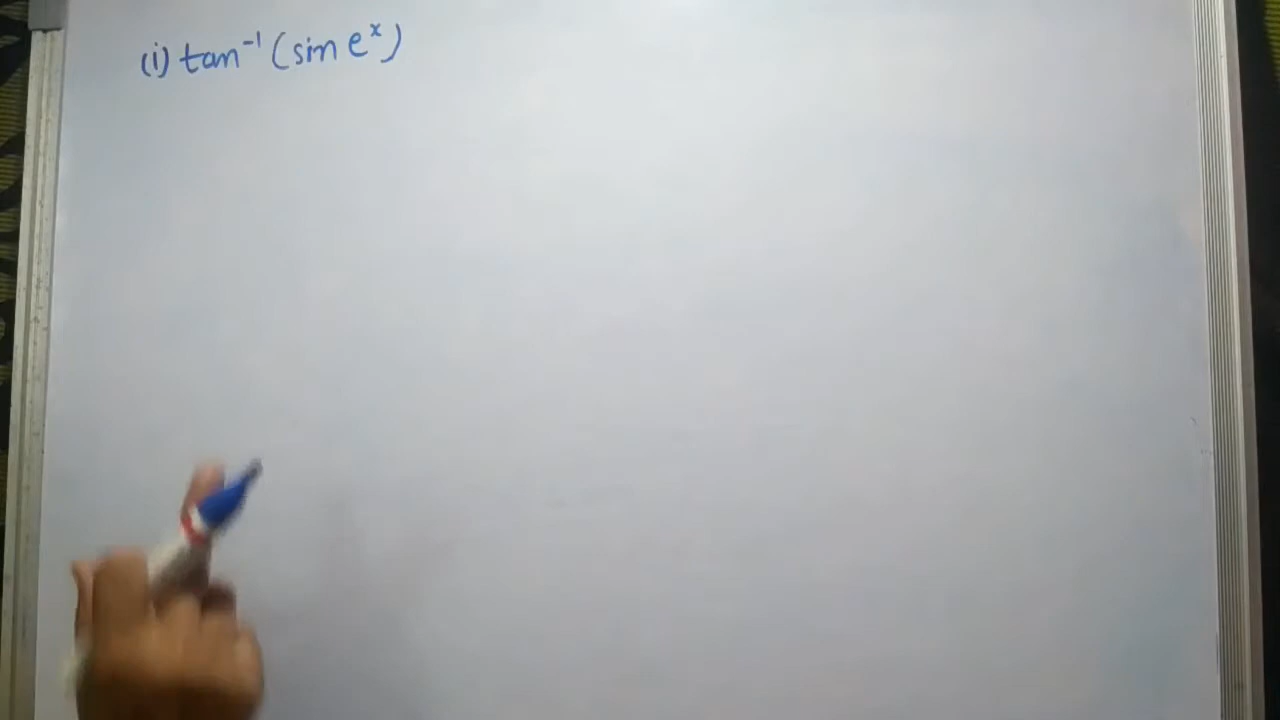 (i) tan⁻¹ (sin eˣ)